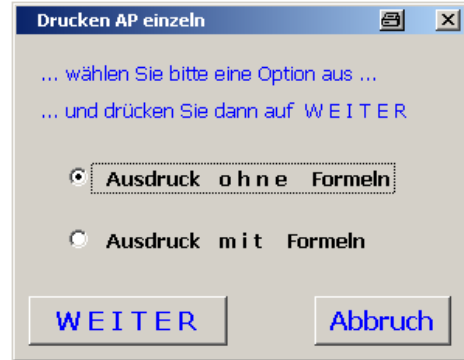 Drucken AP einzeln
... wählen Sie bitte eine Option aus ...
... und drücken Sie dann auf W E I T E R
Ausdruck o h n e Formeln
Ausdruck m i t Formeln
W E I T E R
Abbruch